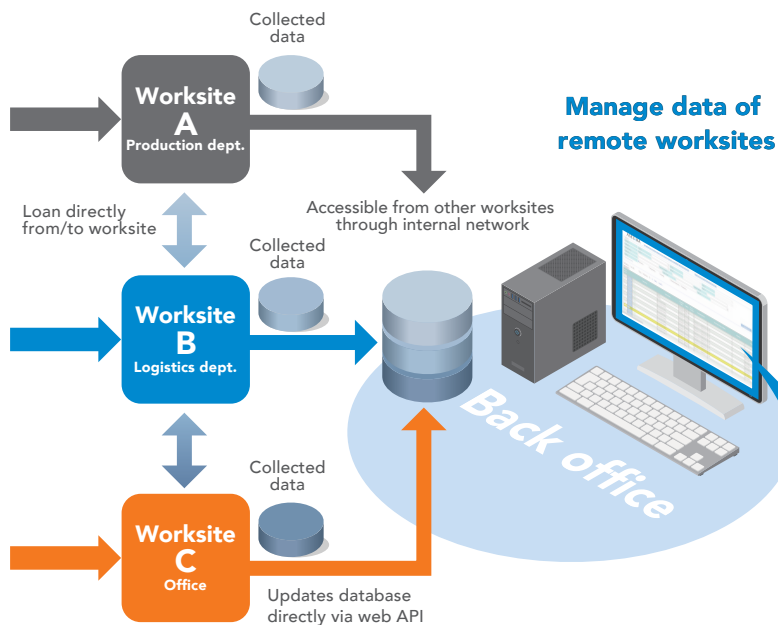 Collected
data
Worksite
A
Production dept.
Manage data of
remote worksites
Loan directly
from/to worksite
Accessible from other worksites
through internal network
Collected
data
Worksite
B
Logistics dept.
Back office
Collected
data
Worksite
C
Office
Updates database
directly via web API